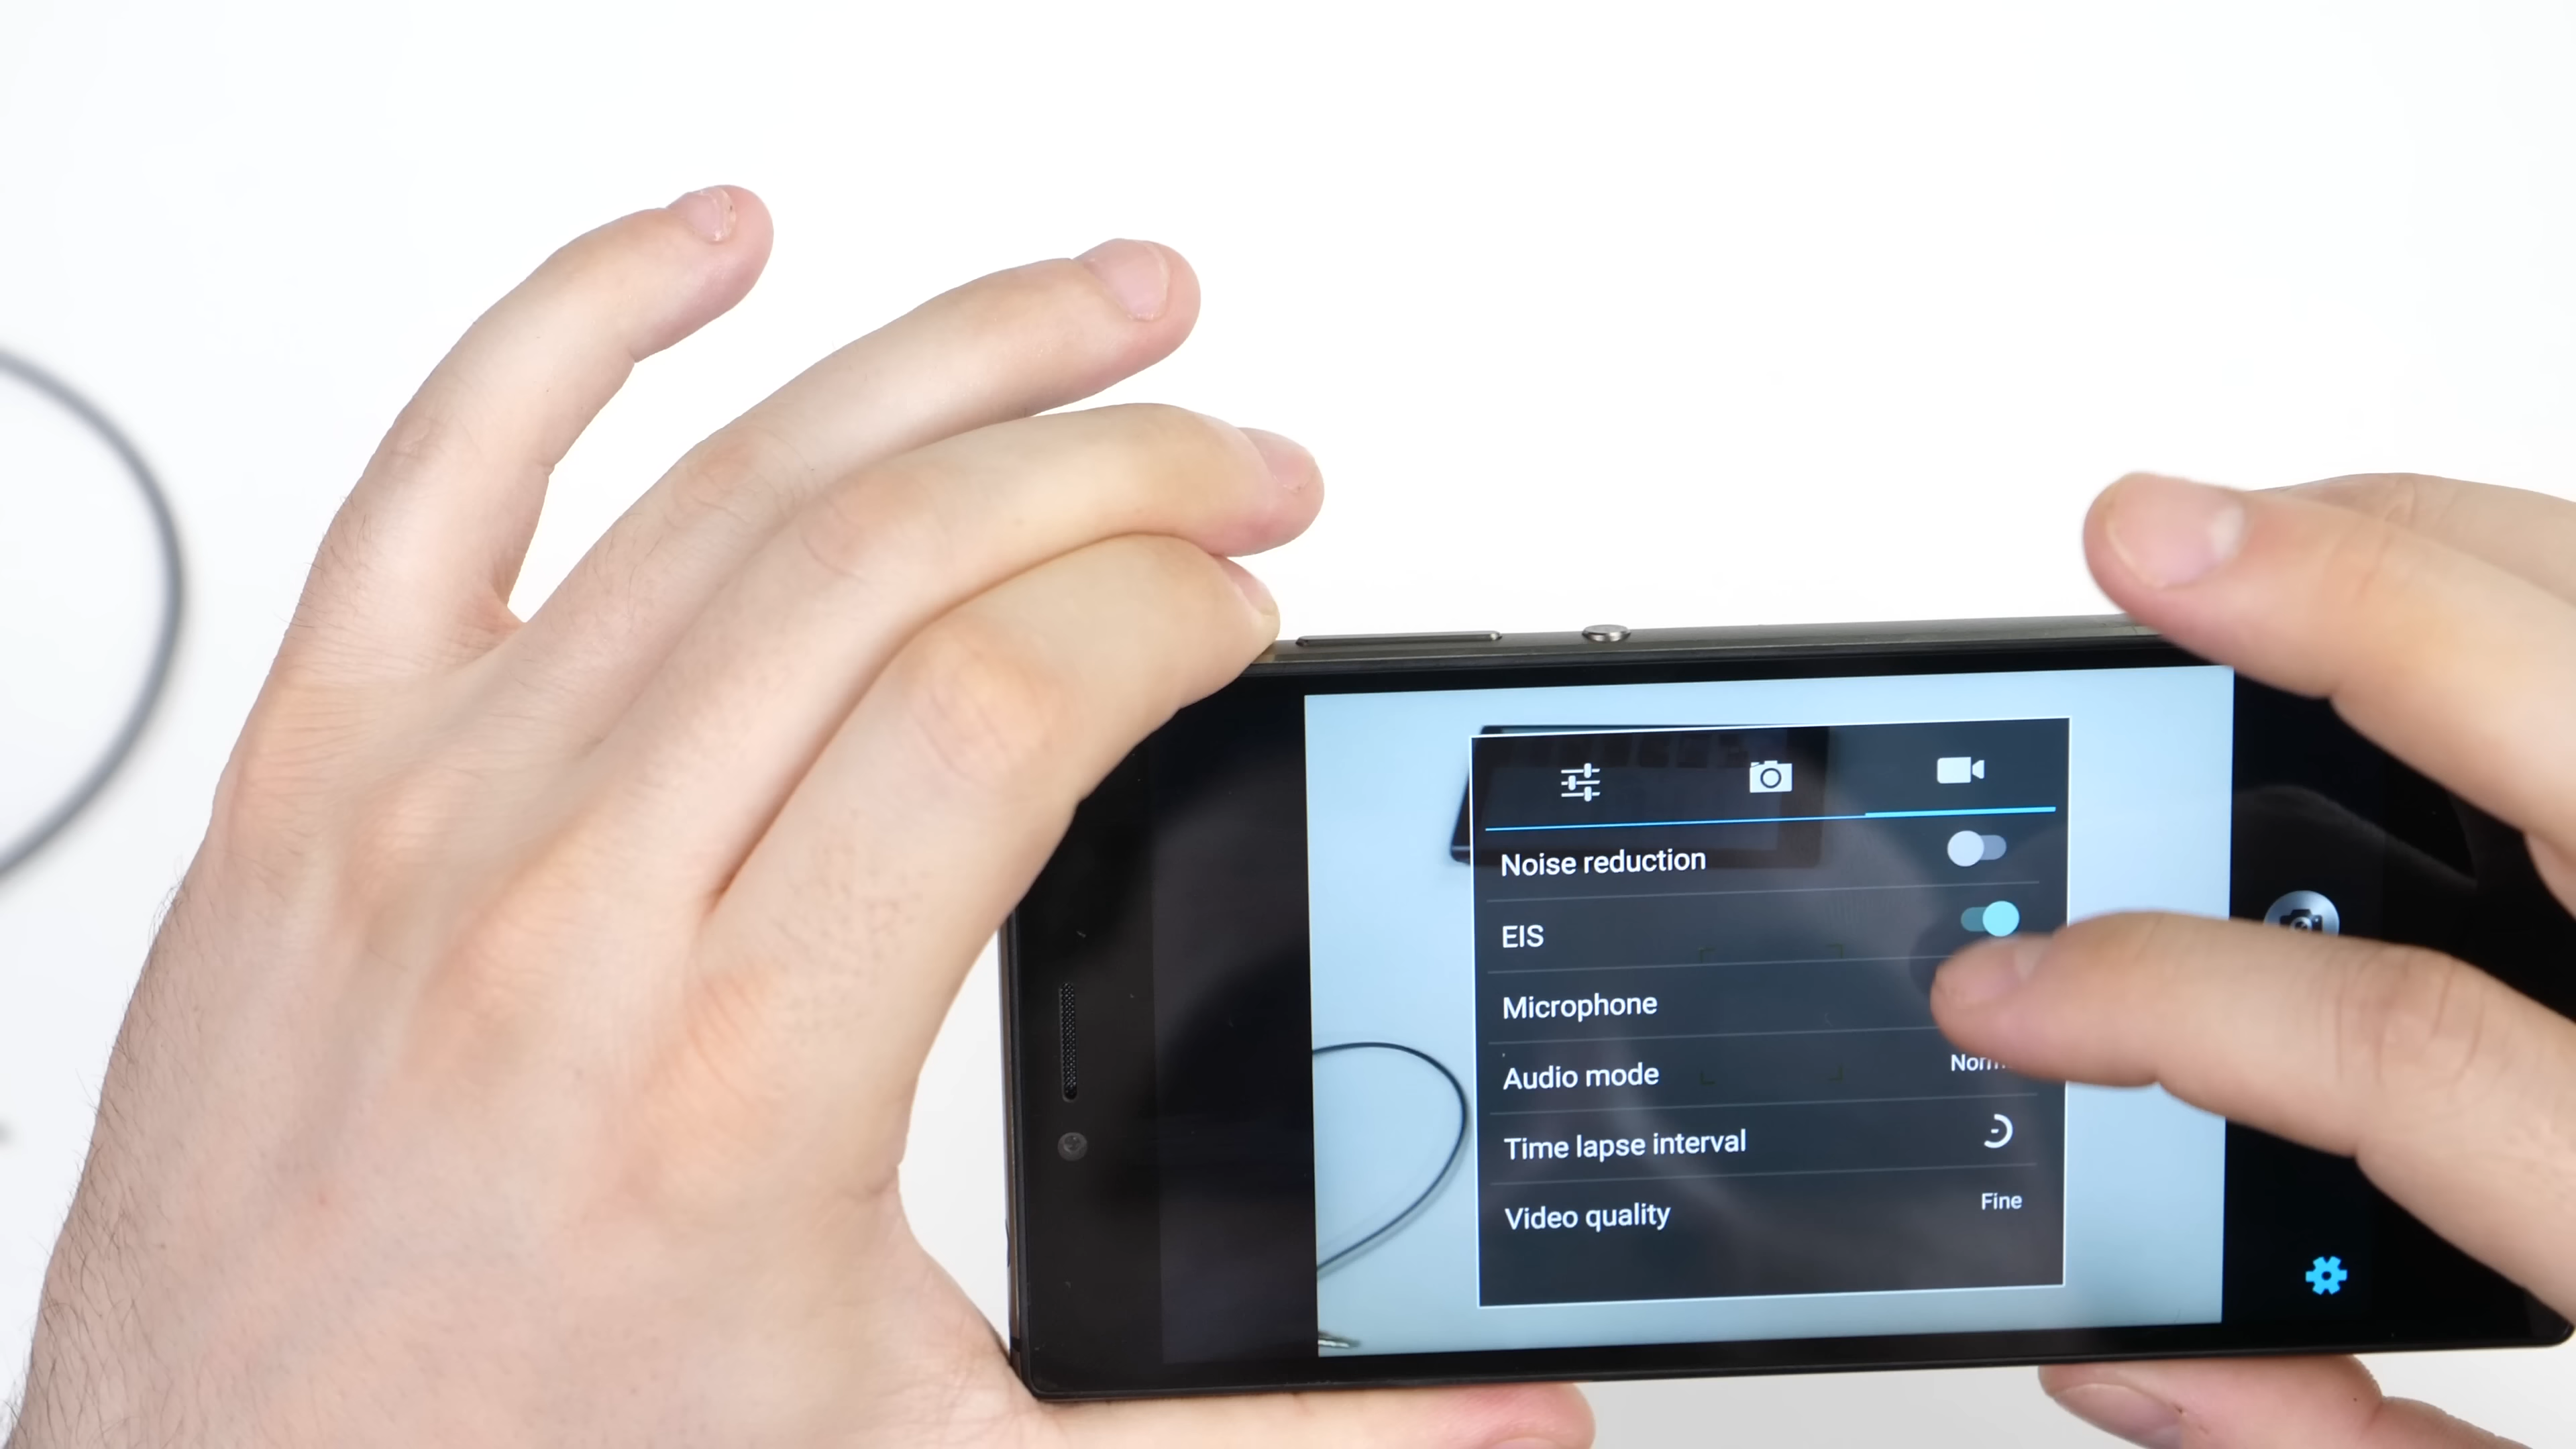 Noise reduction
EIS
Microphone
Audio mode
Time lapse interval
Video quality Fine